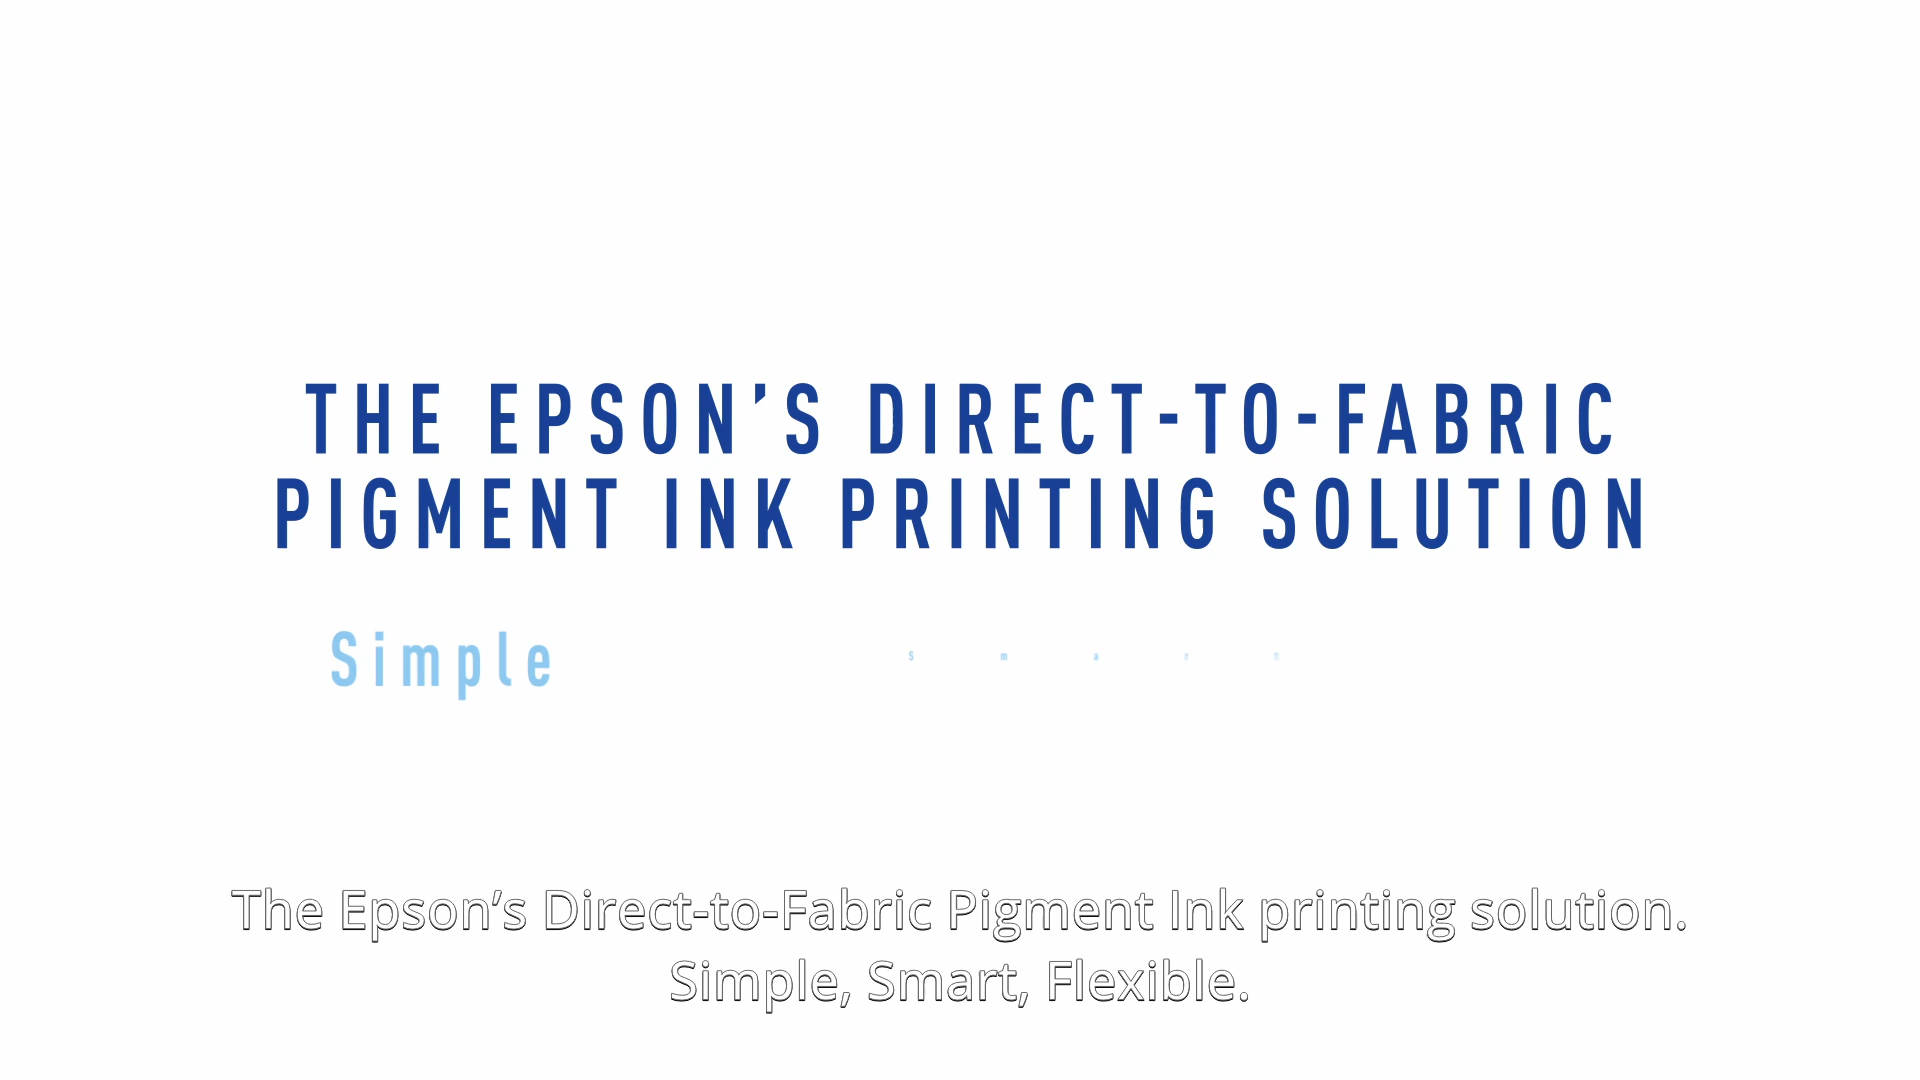 THE EPSON’S DIRECT-TO-FABRIC
PIGMENT INK PRINTING SOLUTION
Simple Smart
The Epson’s Direct-to-Fabric Pigment Ink printing solution.
Simple, Smart, Flexible.